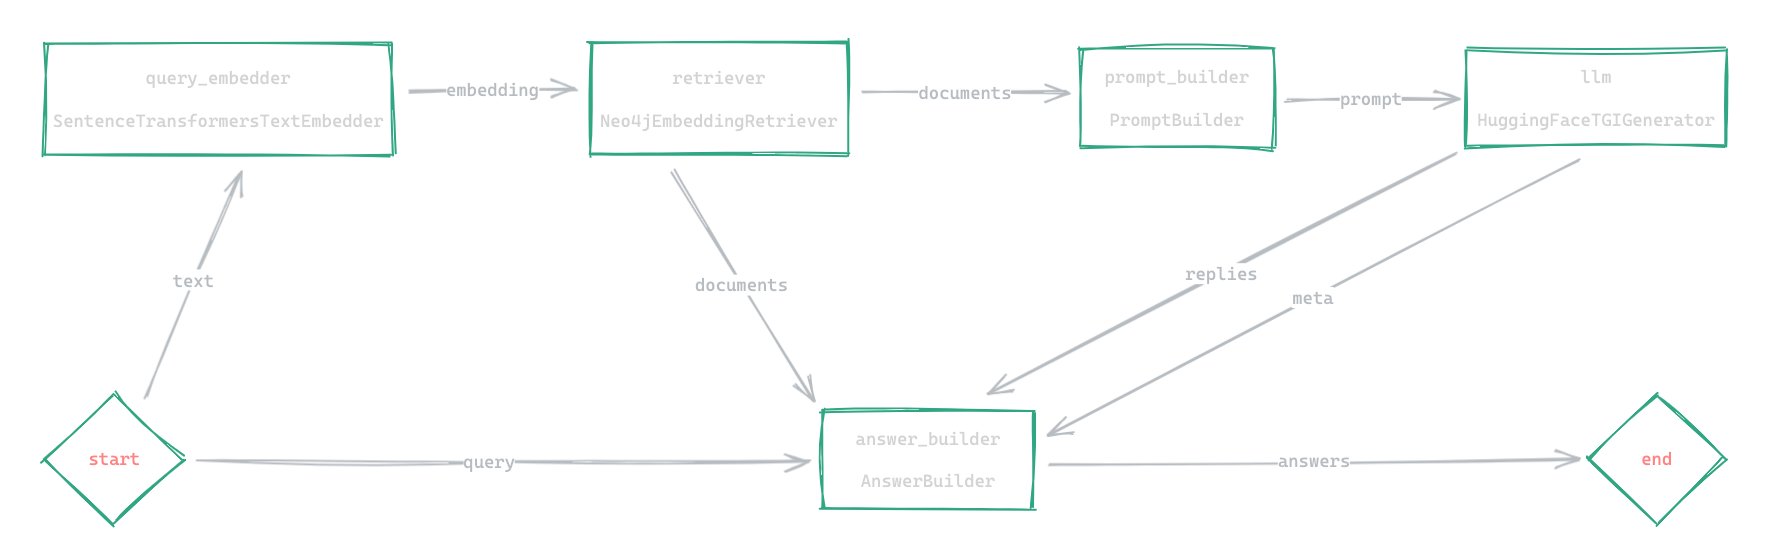 query_embedder
SentenceTransformersTextEmbedder
embedding
retriever
Neo4jEmbeddingRetriever
documents
prompt_builder
PromptBuilder
prompt
llm
HuggingFaceTGIGenerator
text
documents
replies
meta
start
query
answer_builder
AnswerBuilder
answers
end